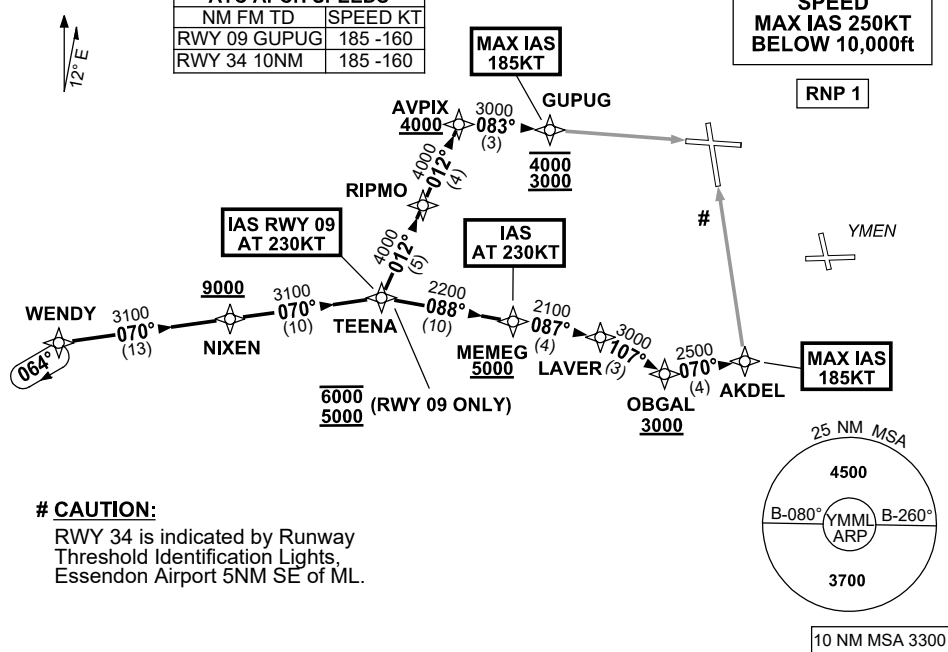 NM FM TD SPEED KT
RWY 09 GUPUG 185 -160
RWY 34 10NM 185 -160
SPEED
MAX IAS 250KT
BELOW 10,000ft
RNP 1
12° E
MAX IAS
185KT
AVPIX
4000
3000
083°
(3)
GUPUG
4000
3000
4000
012°
(4)
RIPMO
4000
012°
(5)
IAS RWY 09
AT 230KT
IAS
AT 230KT
#
YMEN
WENDY
064°
3100
070°
(13)
9000
NIXEN
3100
070°
(10)
TEENA
2200
088°
(10)
MEMEG
5000
2100
087°
(4)
LAVER
3000
107°
(3)
OBGAL
3000
2500
070°
(4)
AKDEL
MAX IAS
185KT
6000
5000
(RWY 09 ONLY)
# CAUTION:
RWY 34 is indicated by Runway
Threshold Identification Lights,
Essendon Airport 5NM SE of ML.
25 NM MSA
4500
B-080°
YMML
ARP
B-260°
3700
10 NM MSA 3300